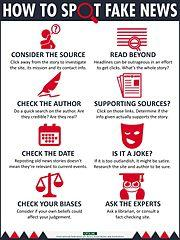 HOW TO SPOT FAKE NEWS
CONSIDER THE SOURCE
Click away from the story to investigate
the site, its mission and its contact info.
READ BEYOND
Headlines can be outrageous in an effort
to get clicks. What's the whole story?
CHECK THE AUTHOR
Do a quick search on the author. Are
they credible? Are they real?
SUPPORTING SOURCES?
Click on those links. Determine if the
info given actually supports the story.
CHECK THE DATE
Reposting old news stories doesn't
mean they're relevant to current events.
IS IT A JOKE?
If it is too outlandish, it might be satire.
Research the site and author to be sure.
CHECK YOUR BIASES
Consider if your own beliefs could
affect your judgement.
ASK THE EXPERTS
Ask a librarian, or consult a
fact-checking site.